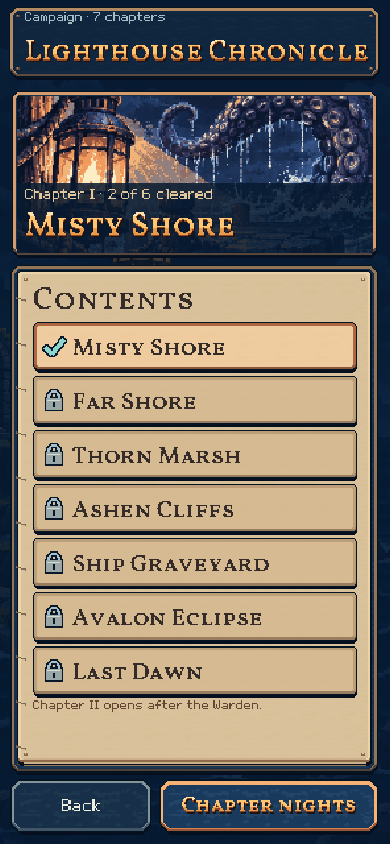 Campaign · 7 chapters
Lighthouse Chronicle
Chapter I · 2 of 6 cleared
Misty Shore
Contents
Misty Shore
Far Shore
Thorn Marsh
Ashen Cliffs
Ship Graveyard
Avalon Eclipse
Last Dawn
Chapter II opens after the Warden.
Back
Chapter nights